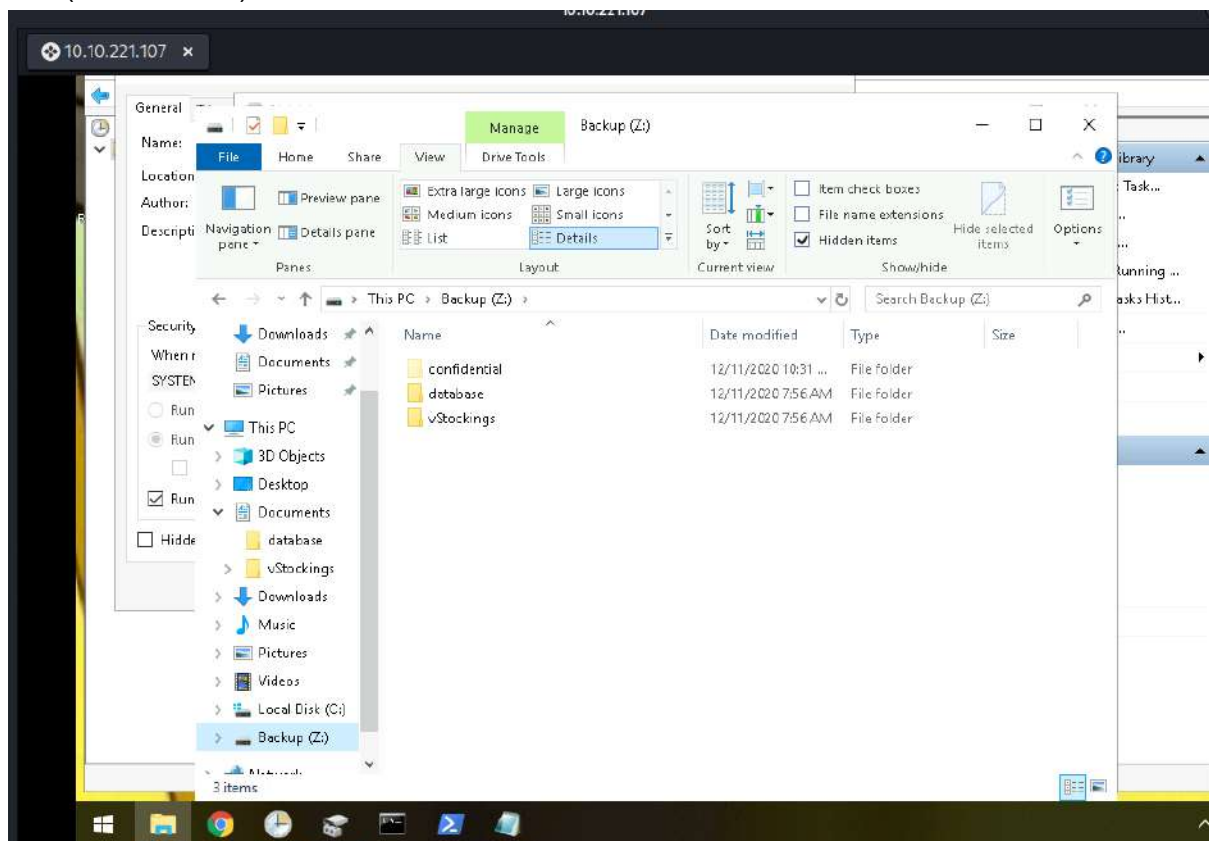 10.10.221.107
10.10.221.107 ×
General
Name:
Location
Author:
Descripti
Security
When r
SYSTEM
Run
Run
Run
Hidde
Manage Backup (Z:)
File Home Share View Drive Tools
Navigation pane
Preview pane
Details pane
Panes
Extra large icons Large icons
Medium icons Small icons
List Details
Layout
Sort by
Current view
Item check boxes
File name extensions
Hidden items
Hide selected items
Show/hide
Options
This PC > Backup (Z:) >
Search Backup (Z:)
Downloads
Documents
Pictures
This PC
3D Objects
Desktop
Documents
database
vStockings
Downloads
Music
Pictures
Videos
Local Disk (C:)
Backup (Z:)
Network
3 items
Name Date modified Type Size
confidential 12/11/2020 10:31 ... File folder
database 12/11/2020 7:56 AM File folder
vStockings 12/11/2020 7:56 AM File folder
ibrary
Task...
...
...
Running ...
asks Hist...
...